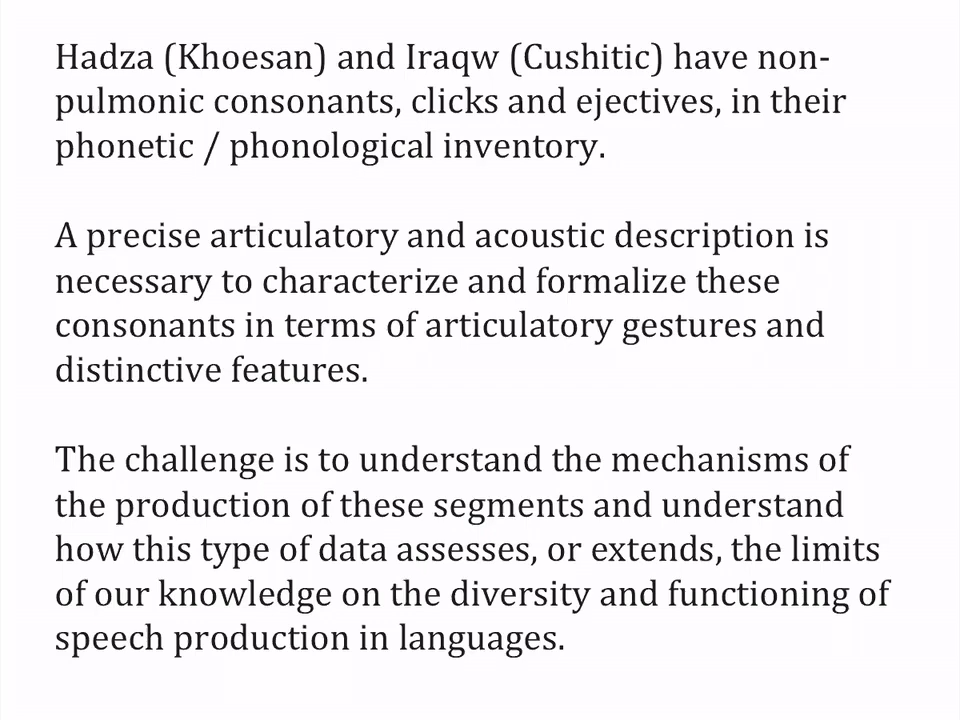 Hadza (Khoesan) and Iraqw (Cushitic) have non-
pulmonic consonants, clicks and ejectives, in their
phonetic / phonological inventory.
A precise articulatory and acoustic description is
necessary to characterize and formalize these
consonants in terms of articulatory gestures and
distinctive features.
The challenge is to understand the mechanisms of
the production of these segments and understand
how this type of data assesses, or extends, the limits
of our knowledge on the diversity and functioning of
speech production in languages.